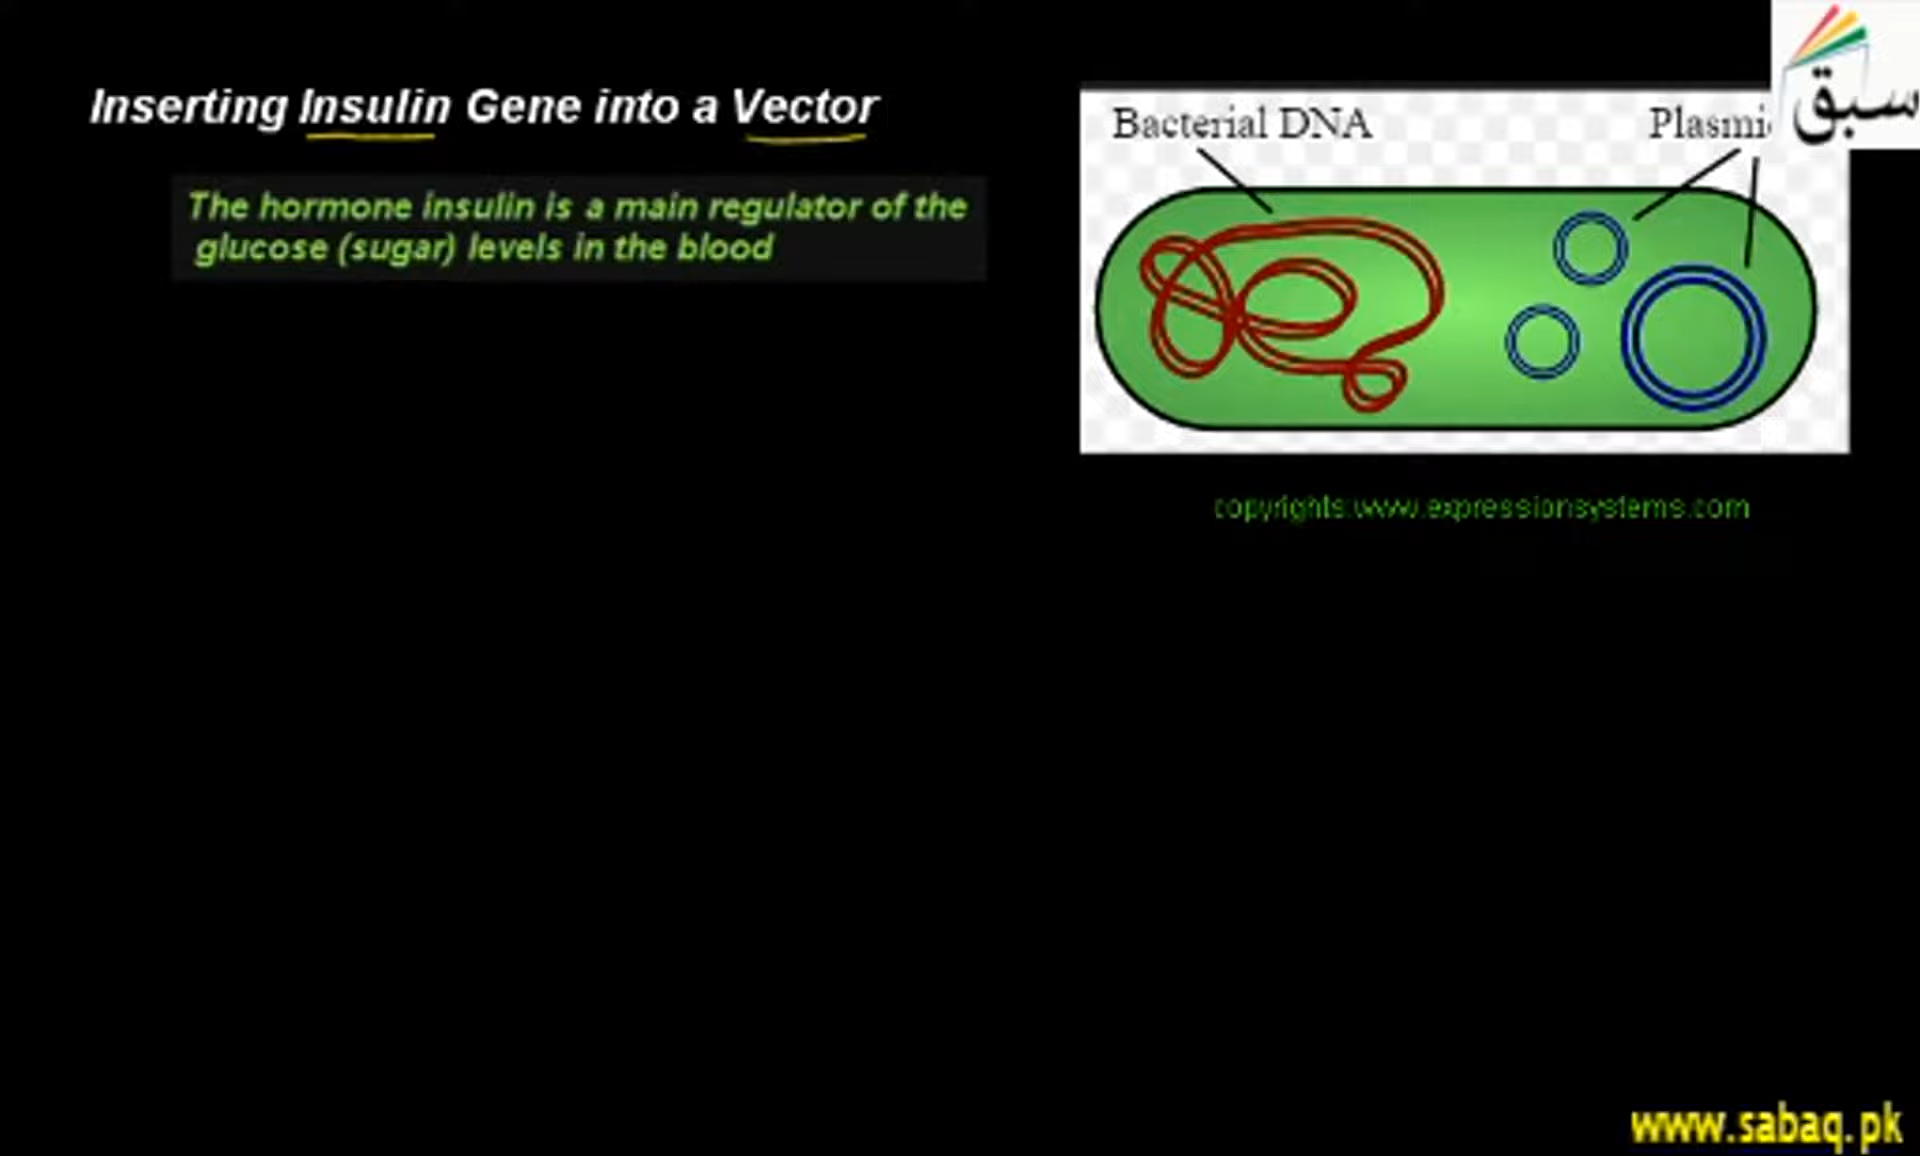 Inserting Insulin Gene into a Vector
The hormone insulin is a main regulator of the
glucose (sugar) levels in the blood
Bacterial DNA
Plasmi
سبق
copyrights:www.expressionsystems.com
www.sabaq.pk